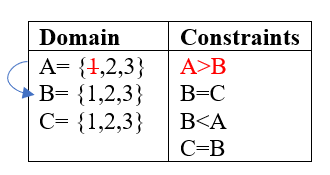 Domain Constraints
A= {1,2,3} A>B
B= {1,2,3} B=C
C= {1,2,3} B<A
C=B